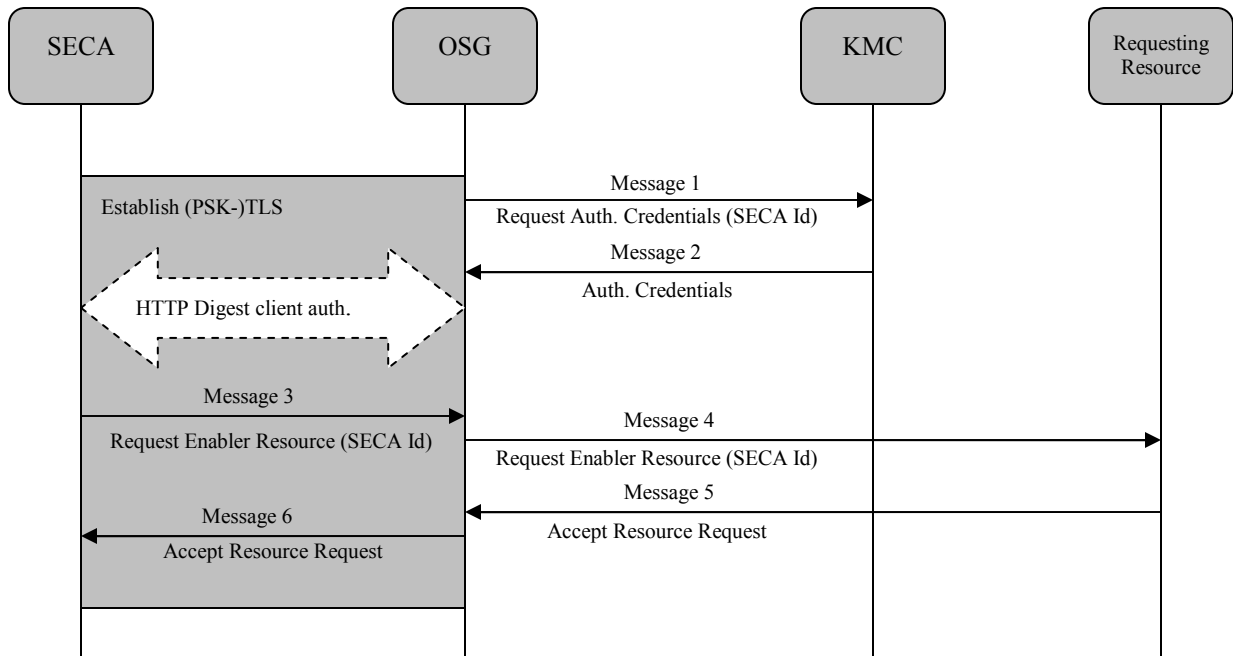 SECA
OSG
KMC
Requesting
Resource
Establish (PSK-)TLS
Message 1
Request Auth. Credentials (SECA Id)
Message 2
Auth. Credentials
HTTP Digest client auth.
Message 3
Request Enabler Resource (SECA Id)
Message 4
Request Enabler Resource (SECA Id)
Message 5
Accept Resource Request
Message 6
Accept Resource Request